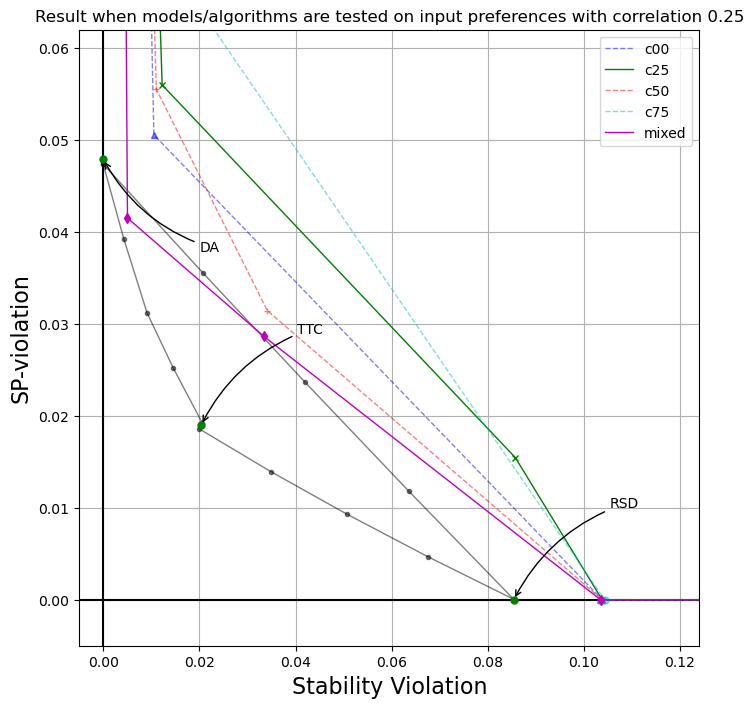 Result when models/algorithms are tested on input preferences with correlation 0.25
c00
c25
c50
c75
mixed
0.06
0.05
0.04
0.03
0.02
0.01
0.00
SP-violation
DA
TTC
RSD
0.00 0.02 0.04 0.06 0.08 0.10 0.12
Stability Violation